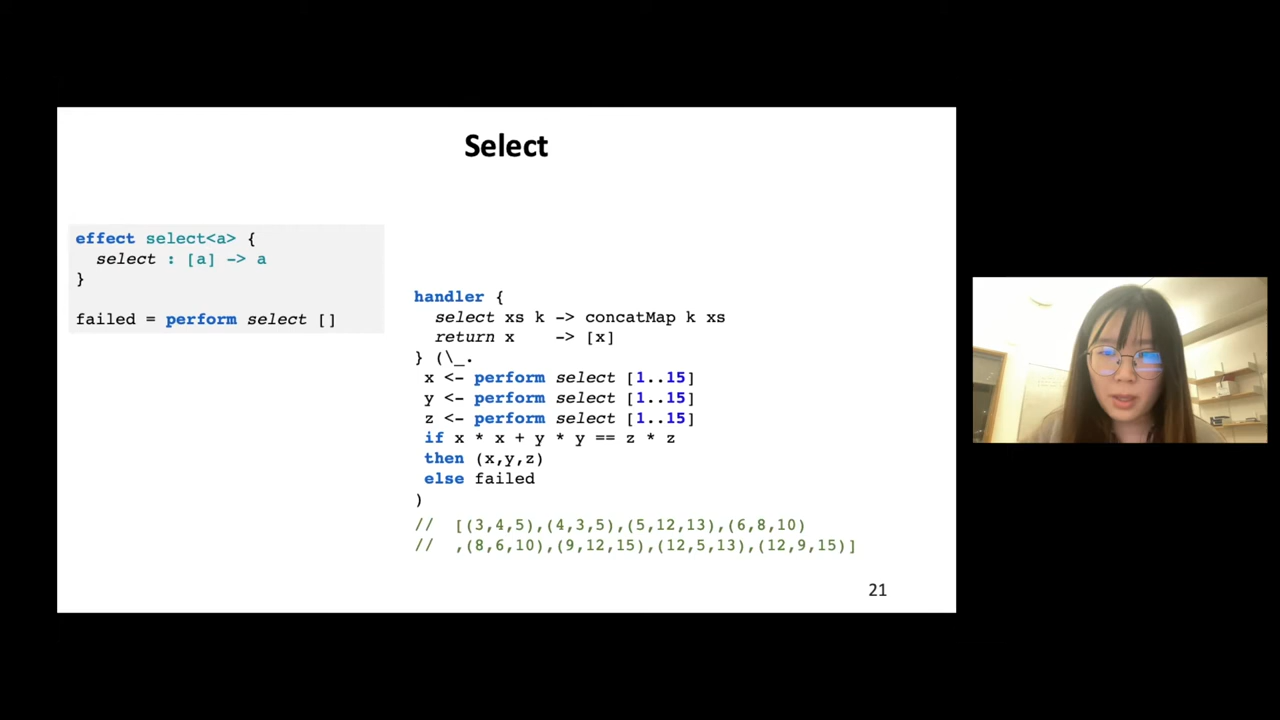 Select
effect select<a> {
select : [a] -> a
}
failed = perform select []
handler {
select xs k -> concatMap k xs
return x -> [x]
} (\_.
x <- perform select [1..15]
y <- perform select [1..15]
z <- perform select [1..15]
if x * x + y * y == z * z
then (x,y,z)
else failed
)
// [(3,4,5),(4,3,5),(5,12,13),(6,8,10)
// ,(8,6,10),(9,12,15),(12,5,13),(12,9,15)]
21